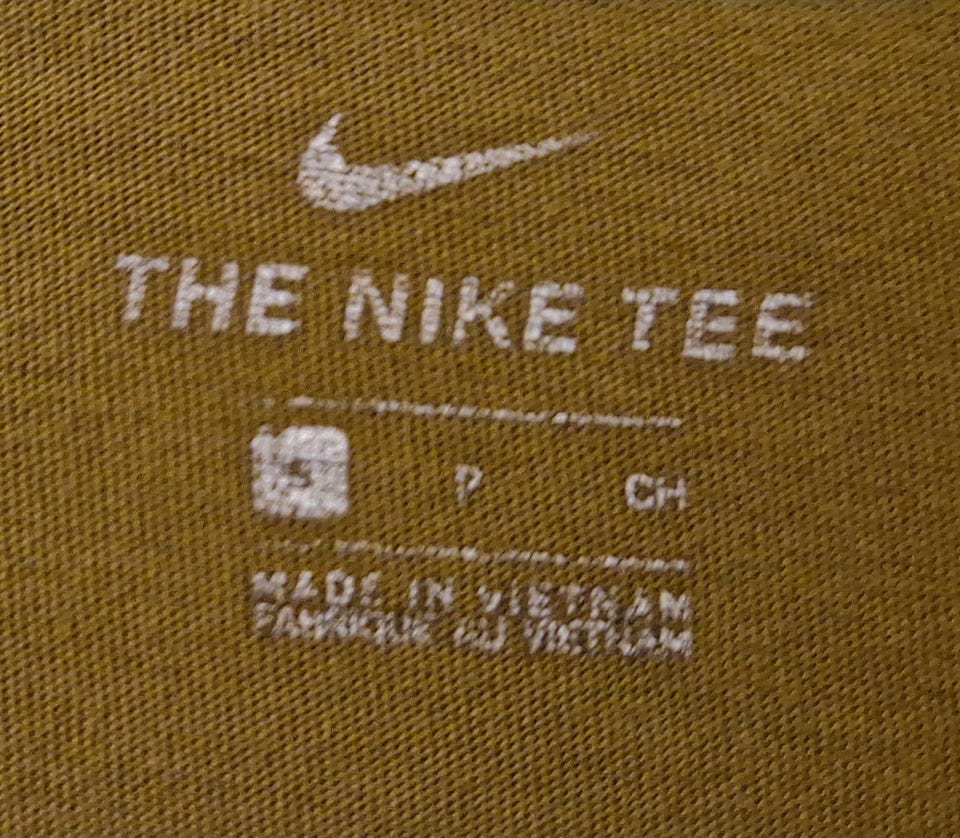 THE NIKE TEE
S P CH
MADE IN VIETNAM
FABRIQUÉ AU VIETNAM